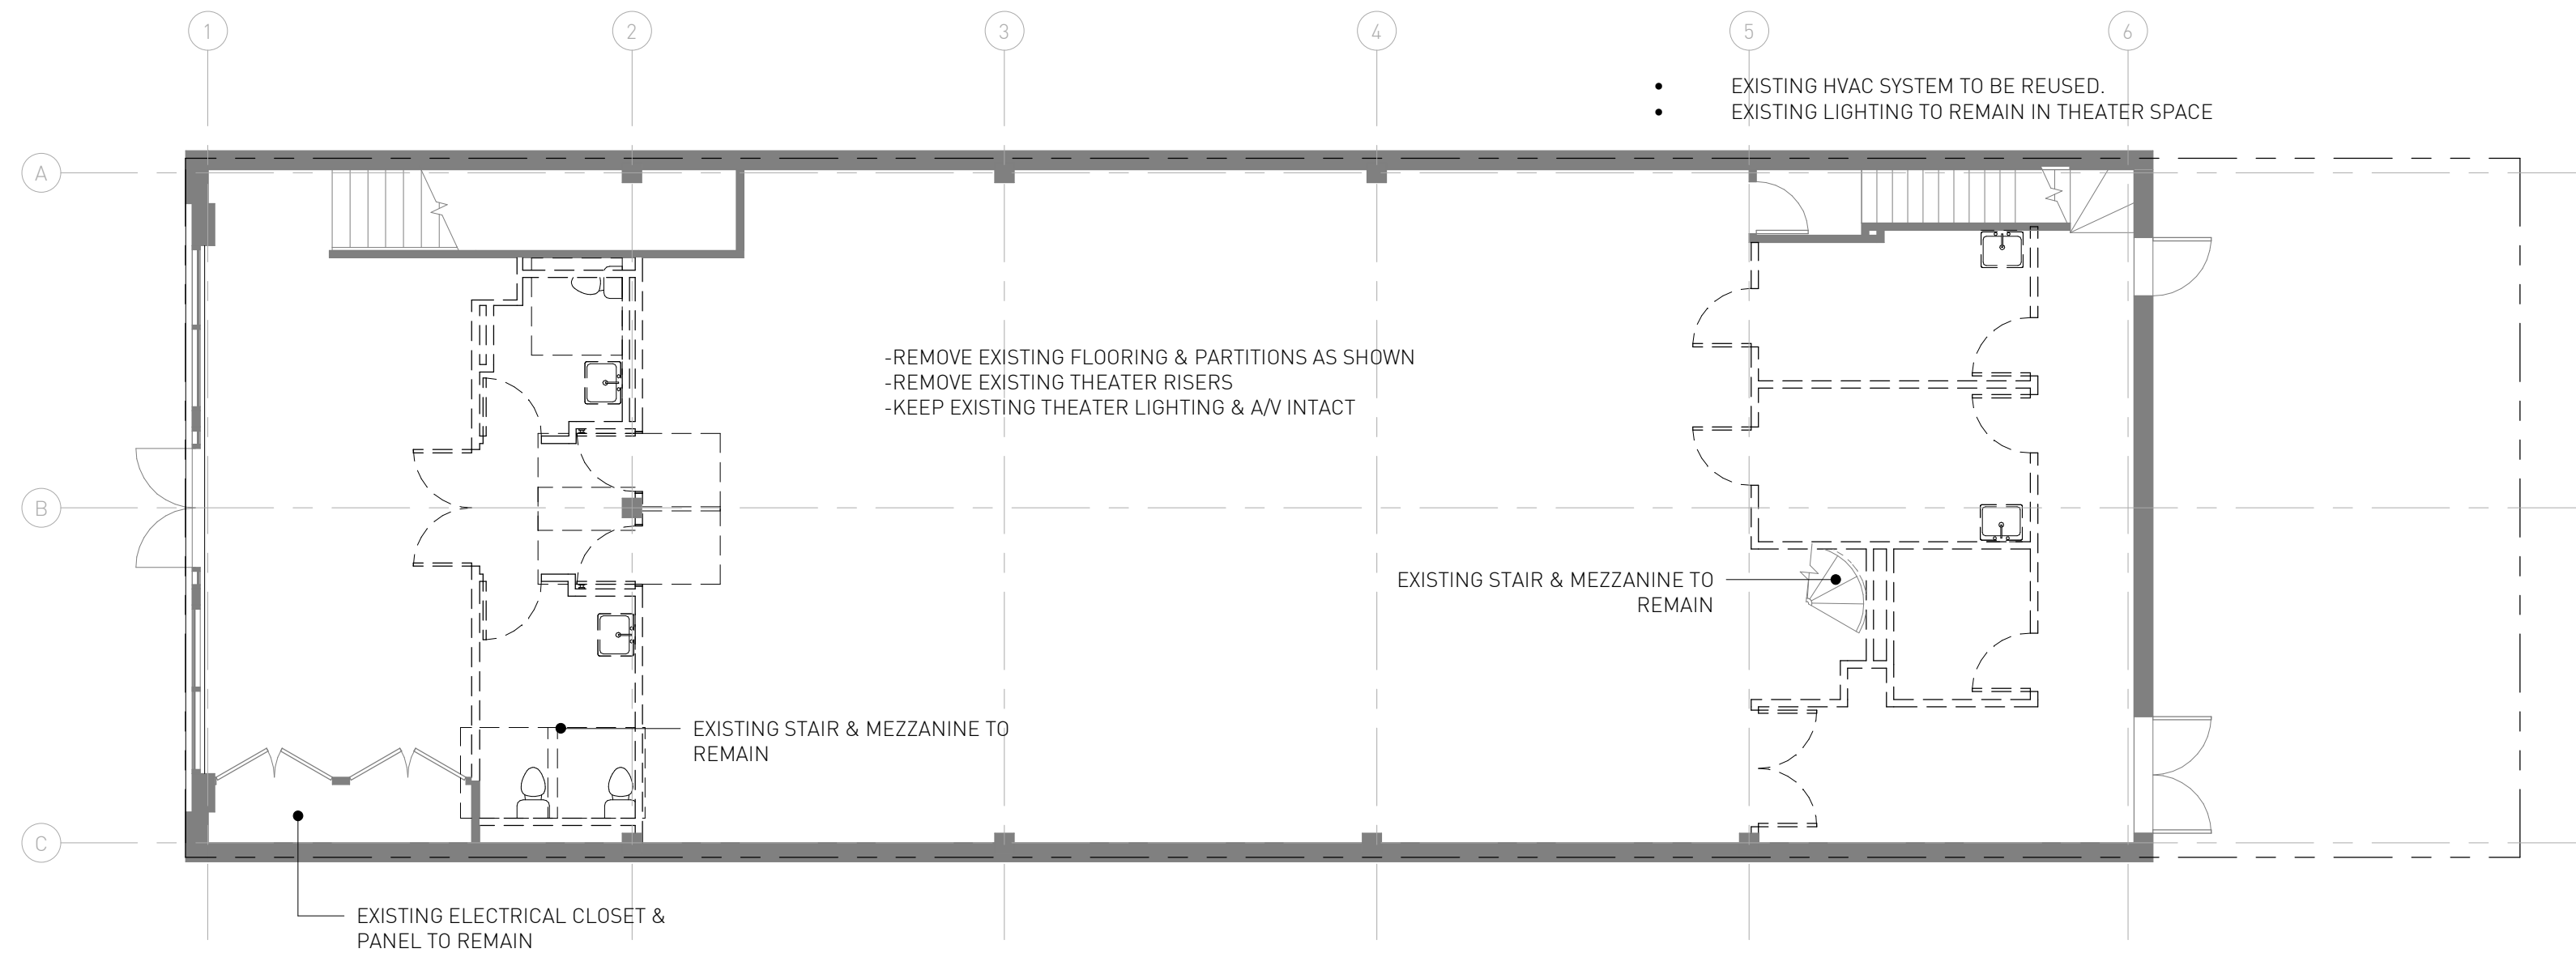 1 2 3 4 5 6
• EXISTING HVAC SYSTEM TO BE REUSED.
• EXISTING LIGHTING TO REMAIN IN THEATER SPACE
A
-REMOVE EXISTING FLOORING & PARTITIONS AS SHOWN
-REMOVE EXISTING THEATER RISERS
-KEEP EXISTING THEATER LIGHTING & A/V INTACT
B
EXISTING STAIR & MEZZANINE TO
REMAIN
EXISTING STAIR & MEZZANINE TO
REMAIN
C
EXISTING ELECTRICAL CLOSET &
PANEL TO REMAIN